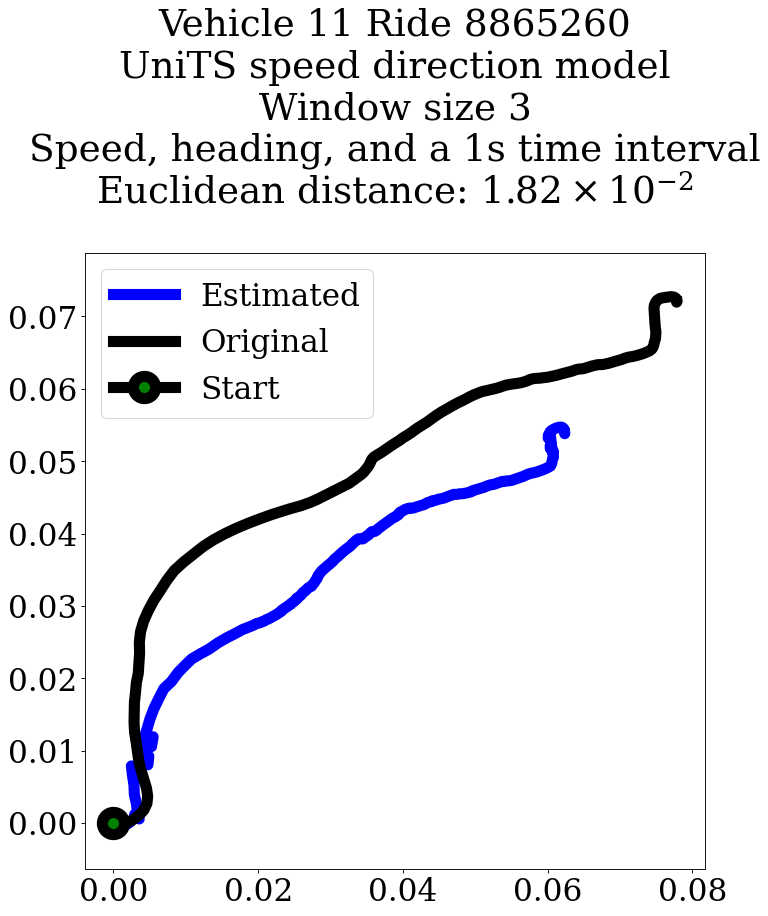 Vehicle 11 Ride 8865260
UniTS speed direction model
Window size 3
Speed, heading, and a 1s time interval
Euclidean distance: 1.82 × 10⁻²
Estimated
Original
Start
0.07
0.06
0.05
0.04
0.03
0.02
0.01
0.00
0.00 0.02 0.04 0.06 0.08